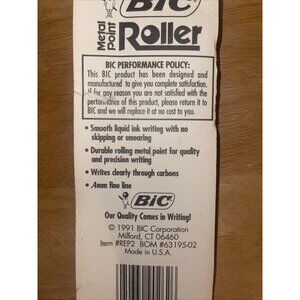 BIC
Metal Point
Roller
BIC PERFORMANCE POLICY:
This BIC product has been designed and
manufactured to give you complete satisfaction.
If for any reason you are not satisfied with the
performance of this product, please return it to
BIC and we will replace it at no cost to you.
• Smooth liquid ink writing with no
skipping or smearing
• Durable rolling metal point for quality
and precision writing
• Writes clearly through carbons
• .4mm fine line
BIC
Our Quality Comes in Writing!
© 1991 BIC Corporation
Milford, CT 06460
Item #REP2 BOM #63195-02
Made in U.S.A.